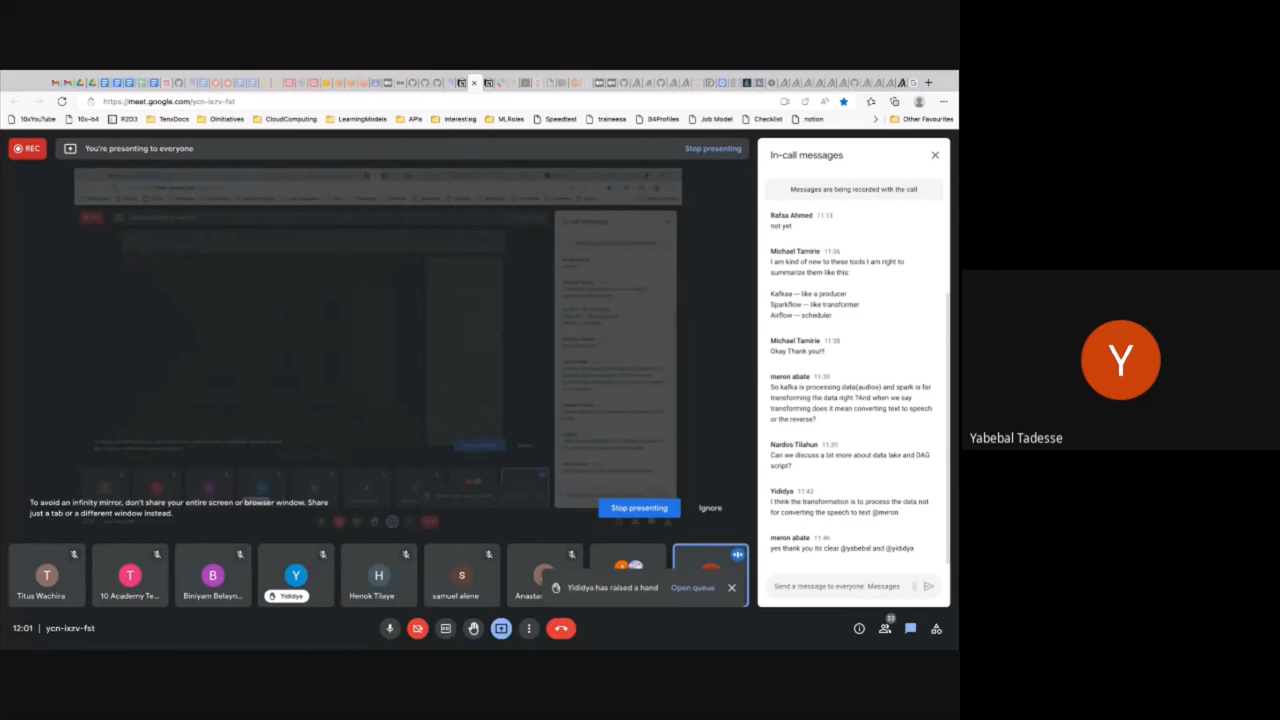 https://meet.google.com/ycn-ixzv-fst
10xYouTube
10x-b4
R2D3
TenxDocs
OInitiatives
CloudComputing
LearningModels
APIs
Interesting
MLRoles
Speedtest
traineesa
B4Profiles
Job Model
Checklist
notion
Other Favourites
REC
You're presenting to everyone
Stop presenting
In-call messages
Messages are being recorded with the call
Rafaa Ahmed 11:13
not yet
Michael Tamirie 11:36
I am kind of new to these tools I am right to
summarize them like this:
Kafkaa -- like a producer
Sparkflow -- like transformer
Airflow -- scheduler
Michael Tamirie 11:38
Okay Thank you!!!
meron abate 11:39
So kafka is processing data(audios) and spark is for
transforming the data right ?And when we say
transforming does it mean converting text to speech
or the reverse?
Nardos Tilahun 11:39
Can we discuss a bit more about data lake and DAG
script?
Yididya 11:43
I think the transformation is to process the data not
for converting the speech to text @meron
meron abate 11:46
yes thank you its clear @yabebal and @yididya
Send a message to everyone. Messages
To avoid an infinity mirror, don't share your entire screen or browser window. Share
just a tab or a different window instead.
Stop presenting
Ignore
T
Titus Wachira
T
10 Academy Te...
B
Biniyam Belayn...
Y
Yididya
H
Henok Tilaye
s
samuel alene
Anasta
Yididya has raised a hand
Open queue
12:01 | ycn-ixzv-fst
33
Y
Yabebal Tadesse